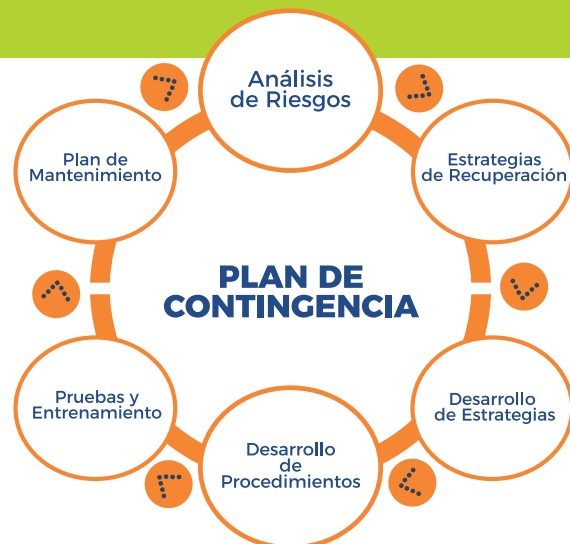 Análisis
de Riesgos
Estrategias
de Recuperación
Desarrollo
de Estrategias
Desarrollo
de
Procedimientos
Pruebas y
Entrenamiento
Plan de
Mantenimiento
PLAN DE
CONTINGENCIA